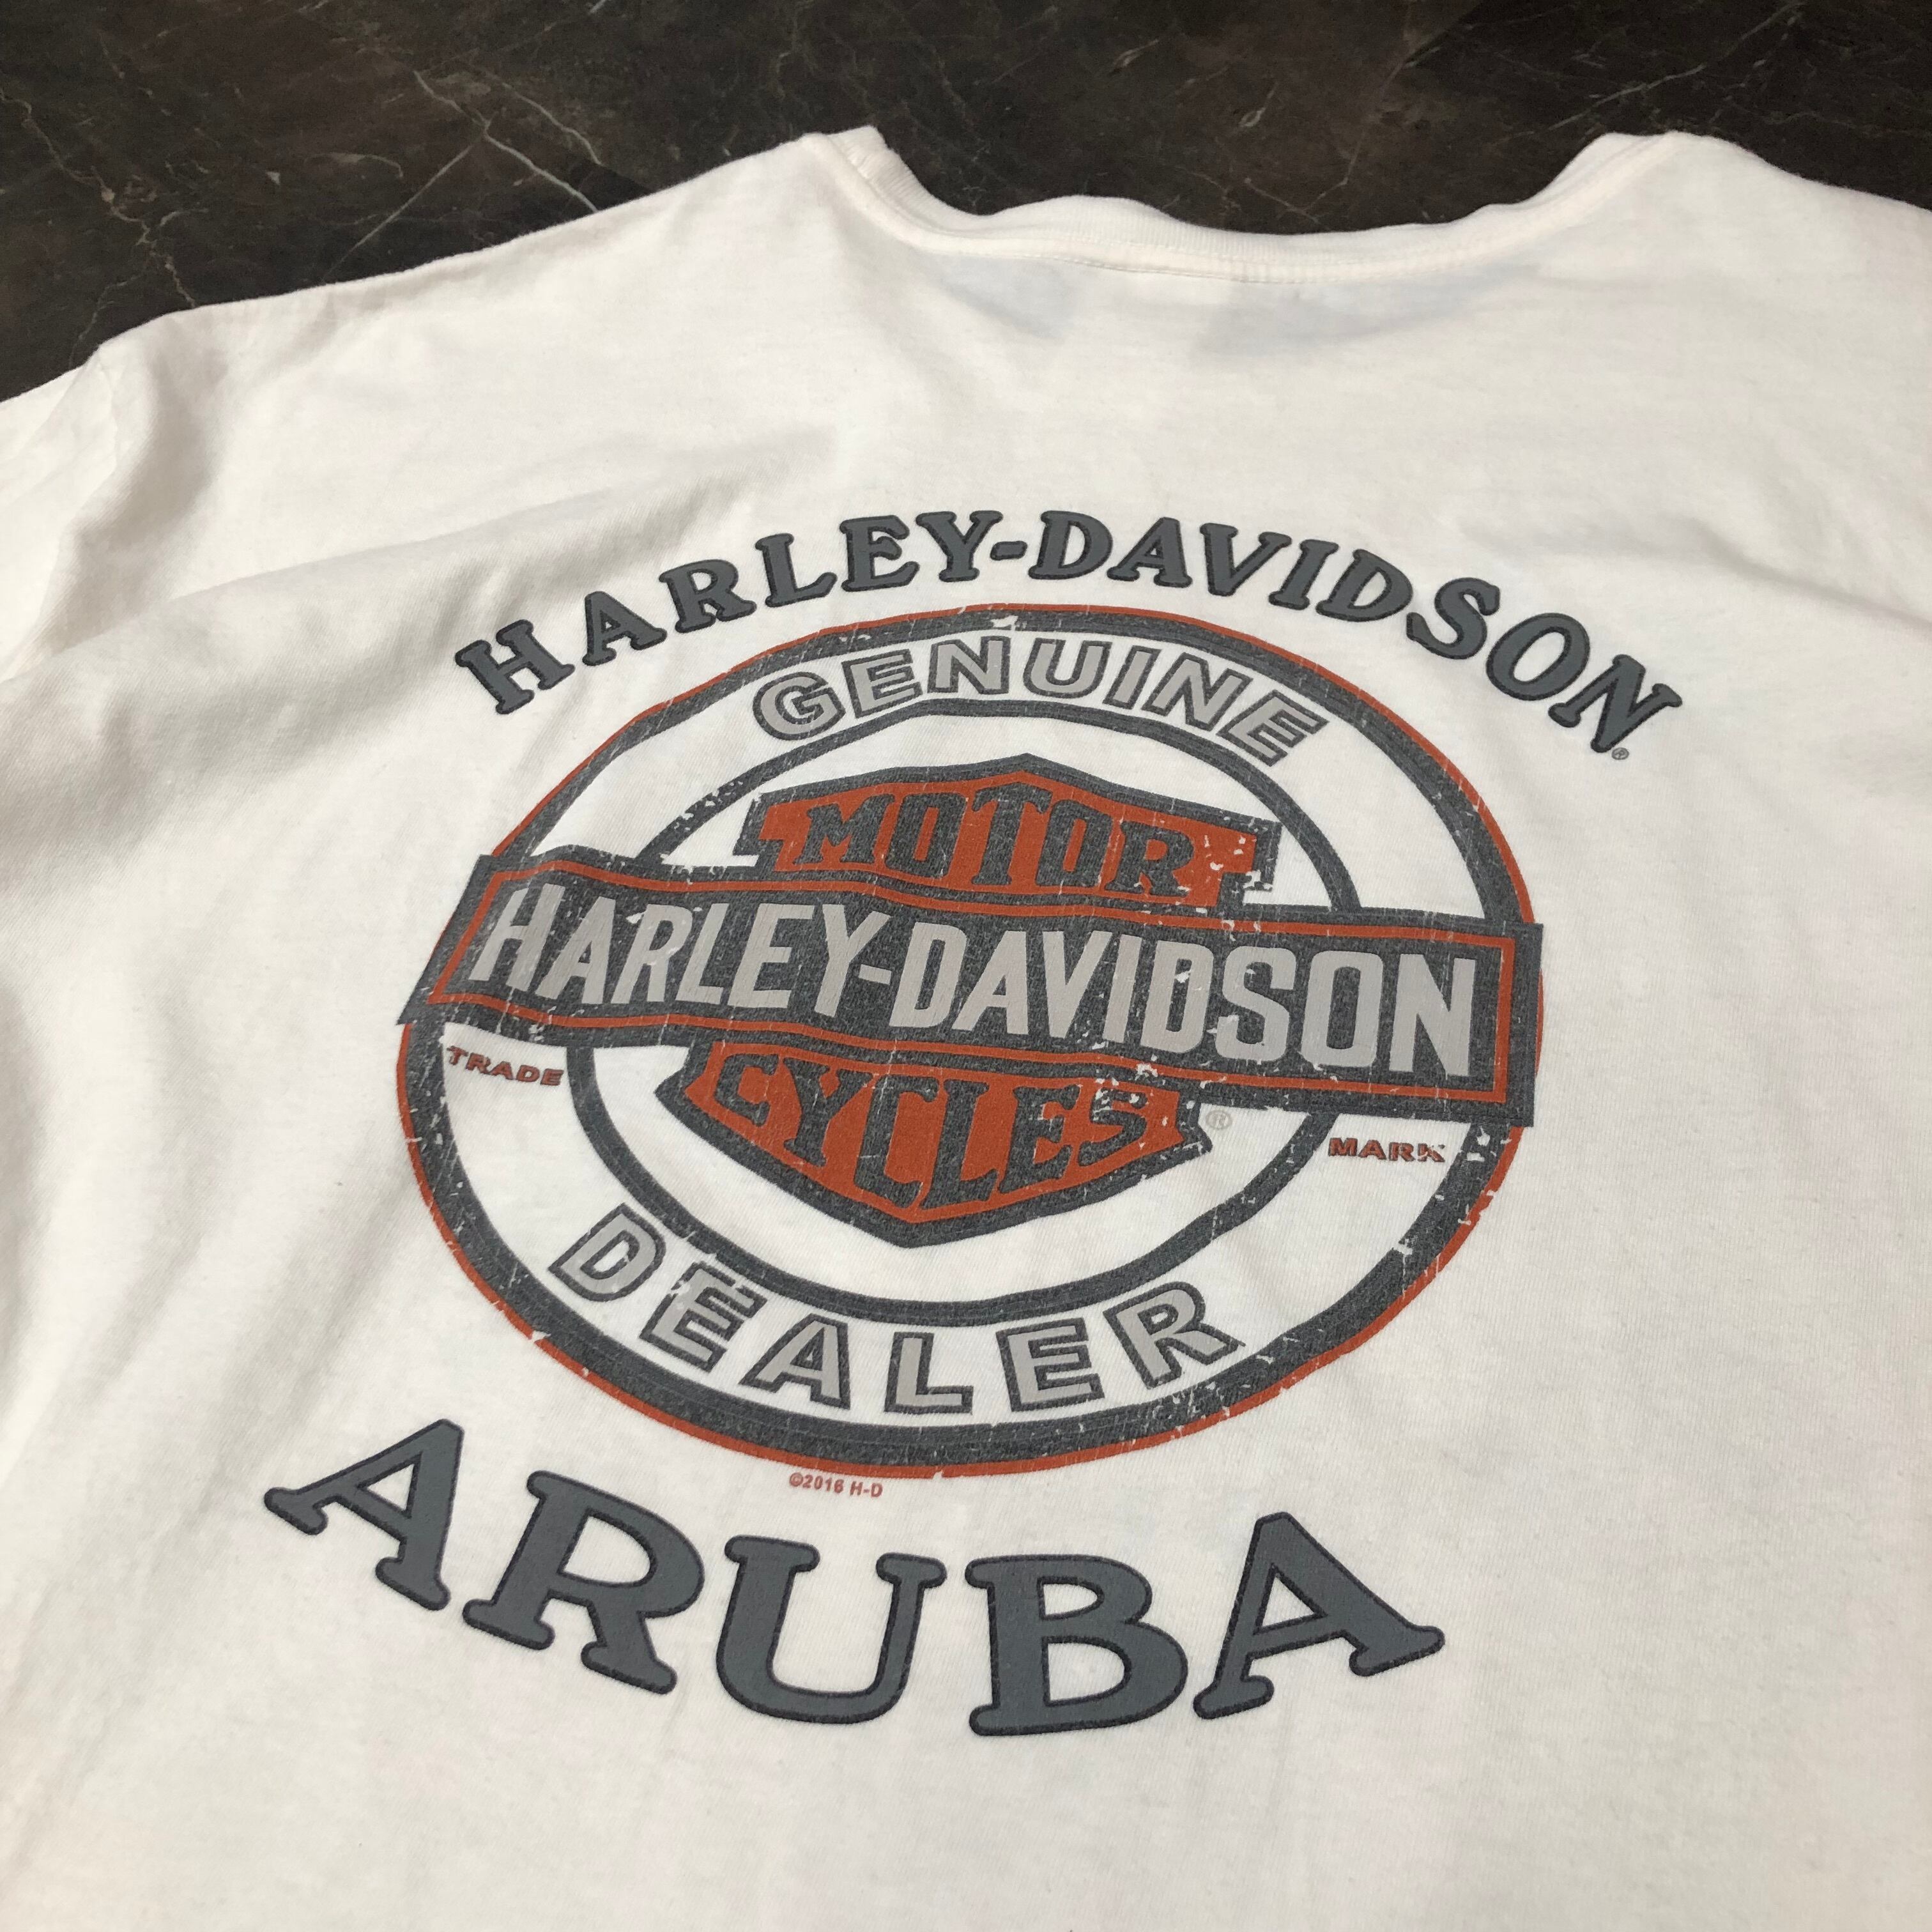 HARLEY-DAVIDSON®
GENUINE
MOTOR
HARLEY-DAVIDSON
CYCLES®
TRADE MARK
DEALER
©2016 H-D
ARUBA